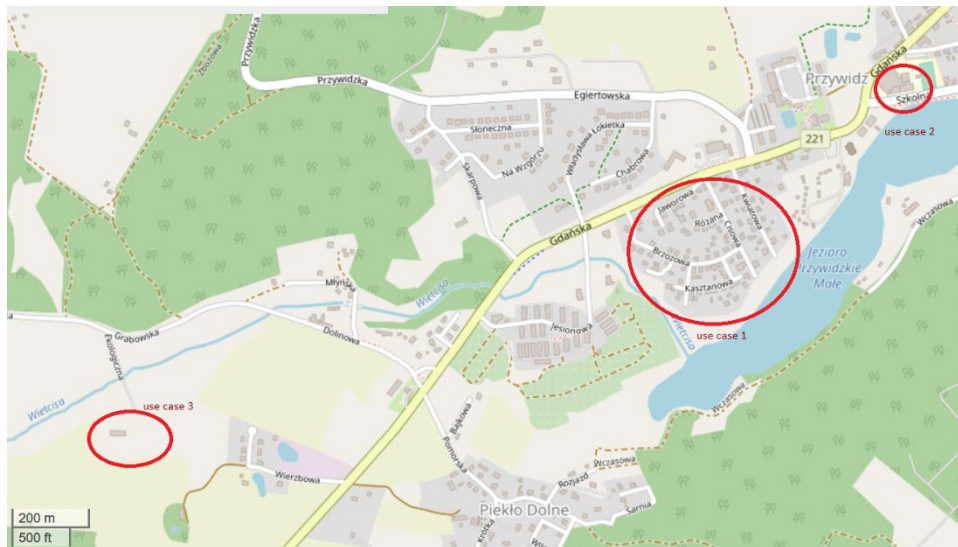 Zbożowa
Przywidzka
Przywidzka
Egiertowska
Słoneczna
Na Wzgórzu
Władysława Łokietka
Chabrowa
Skarpowa
Przywidz
Gdańska
Szkolna
use case 2
221
Jaworowa
Różana
Kwiatowa
Cisowa
Brzozowa
Kasztanowa
use case 1
Wczasowa
Jezioro
Przywidzkie
Małe
Gdańska
Młyńska
Wietcisa
Grabowska
Dolinowa
Jesionowa
Wietcisa
Ekologiczna
Wietcisa
use case 3
Wczasowa
Bajkowa
Pomorska
Wierzbowa
Wczasowa
Rozjazd
Sarnia
Piekło Dolne
Krótka
200 m
500 ft